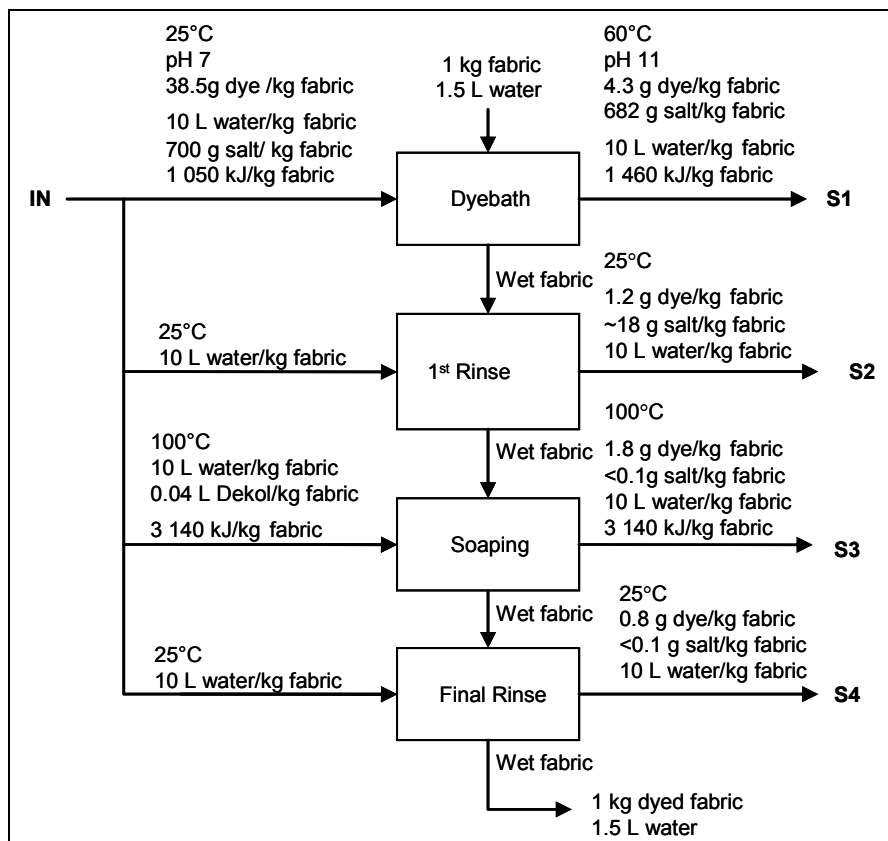 25°C
pH 7
38.5g dye /kg fabric
10 L water/kg fabric
700 g salt/ kg fabric
1 050 kJ/kg fabric
1 kg fabric
1.5 L water
60°C
pH 11
4.3 g dye/kg fabric
682 g salt/kg fabric
10 L water/kg fabric
1 460 kJ/kg fabric
IN
Dyebath
S1
Wet fabric
25°C
10 L water/kg fabric
1st Rinse
25°C
1.2 g dye/kg fabric
~18 g salt/kg fabric
10 L water/kg fabric
S2
Wet fabric
100°C
10 L water/kg fabric
0.04 L Dekol/kg fabric
3 140 kJ/kg fabric
Soaping
100°C
1.8 g dye/kg fabric
<0.1g salt/kg fabric
10 L water/kg fabric
3 140 kJ/kg fabric
S3
Wet fabric
25°C
10 L water/kg fabric
Final Rinse
25°C
0.8 g dye/kg fabric
<0.1 g salt/kg fabric
10 L water/kg fabric
S4
Wet fabric
1 kg dyed fabric
1.5 L water